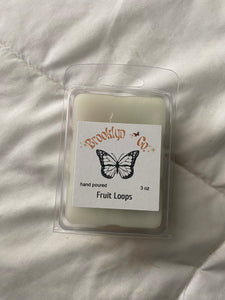 Brooklyn Co
hand poured 3 oz
Fruit Loops